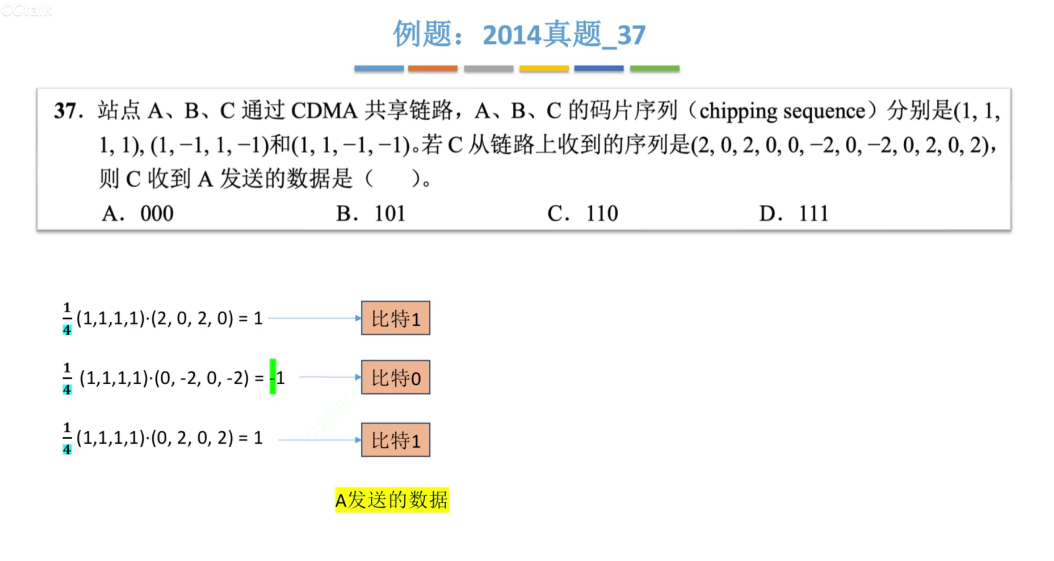 CCtalk
例题：2014真题_37
37. 站点 A、B、C 通过 CDMA 共享链路，A、B、C 的码片序列（chipping sequence）分别是(1, 1,
1, 1), (1, −1, 1, −1)和(1, 1, −1, −1)。若 C 从链路上收到的序列是(2, 0, 2, 0, 0, −2, 0, −2, 0, 2, 0, 2)，
则 C 收到 A 发送的数据是（ ）。
A. 000 B. 101 C. 110 D. 111
1/4 (1,1,1,1)·(2, 0, 2, 0) = 1 比特1
1/4 (1,1,1,1)·(0, -2, 0, -2) = -1 比特0
1/4 (1,1,1,1)·(0, 2, 0, 2) = 1 比特1
A发送的数据